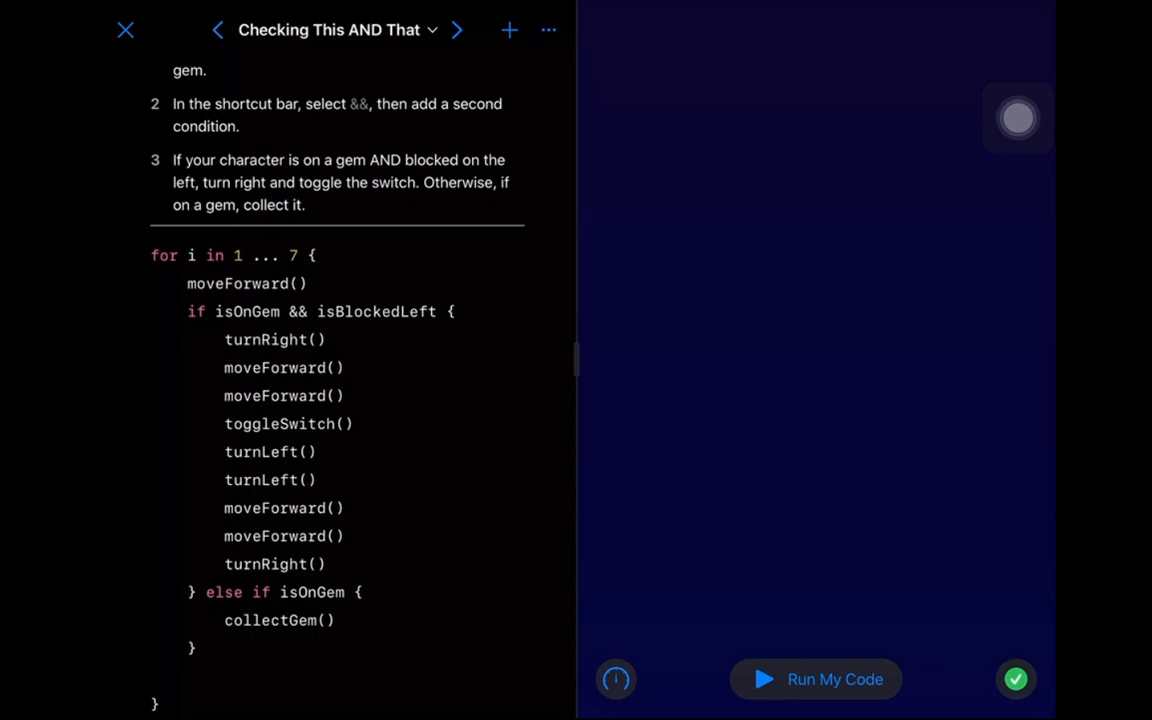 Checking This AND That
gem.
2 In the shortcut bar, select &&, then add a second
condition.
3 If your character is on a gem AND blocked on the
left, turn right and toggle the switch. Otherwise, if
on a gem, collect it.
for i in 1 ... 7 {
    moveForward()
    if isOnGem && isBlockedLeft {
        turnRight()
        moveForward()
        moveForward()
        toggleSwitch()
        turnLeft()
        turnLeft()
        moveForward()
        moveForward()
        turnRight()
    } else if isOnGem {
        collectGem()
    }
}
Run My Code